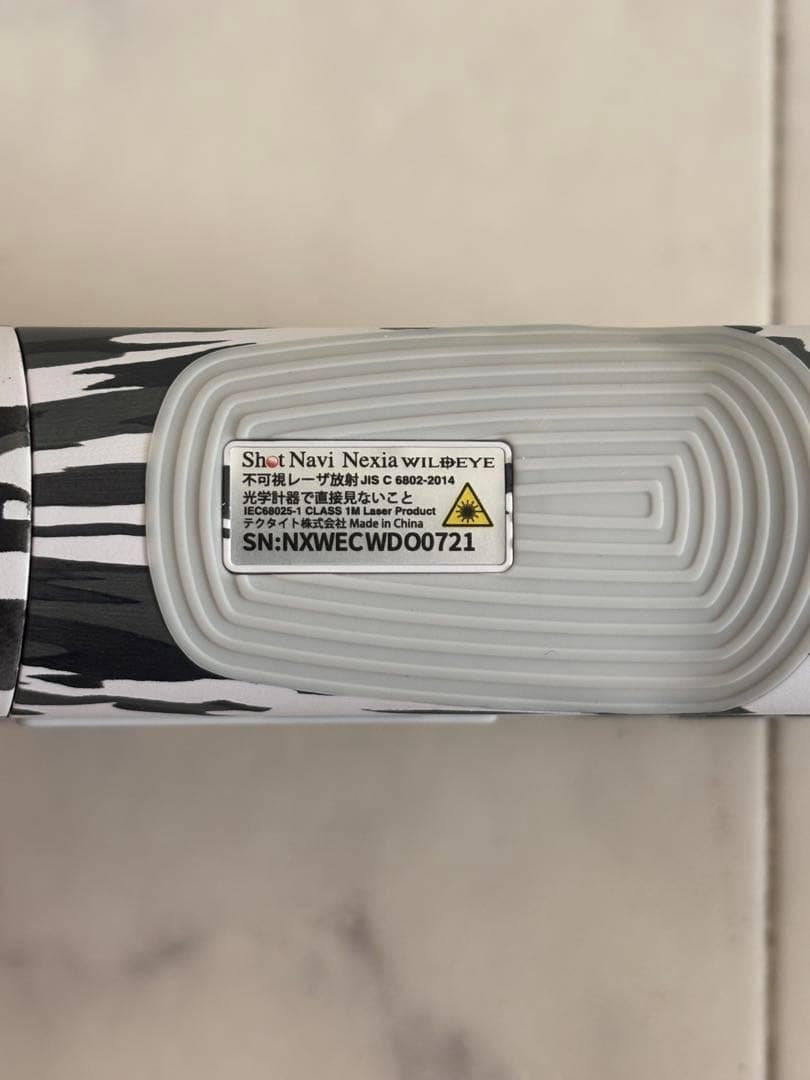 Shot Navi Nexia WILDEYE
不可視レーザ放射 JIS C 6802-2014
光学計器で直接見ないこと
IEC68025-1 CLASS 1M Laser Product
テクタイト株式会社 Made in China
SN:NXWECWDO0721